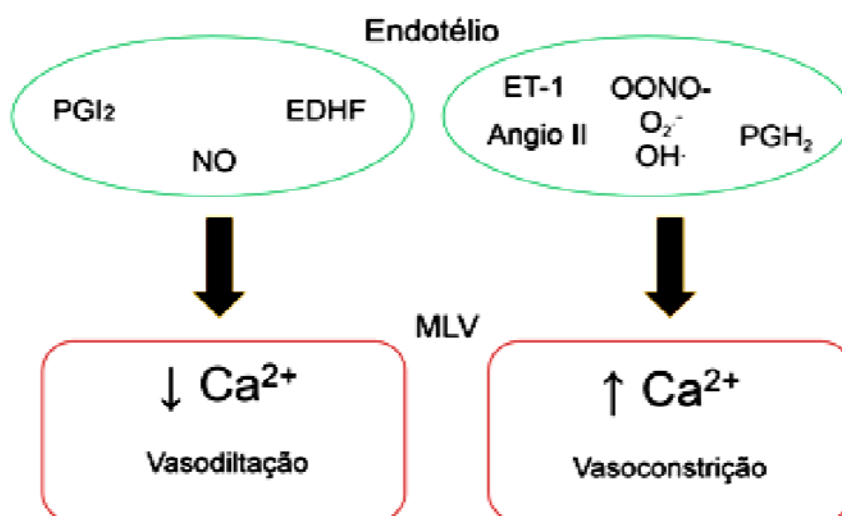 Endotélio
PGI₂ EDHF
NO
ET-1 OONO-
Angio II O₂·- PGH₂
OH·
MLV
↓ Ca²⁺
Vasodiltação
↑ Ca²⁺
Vasoconstrição